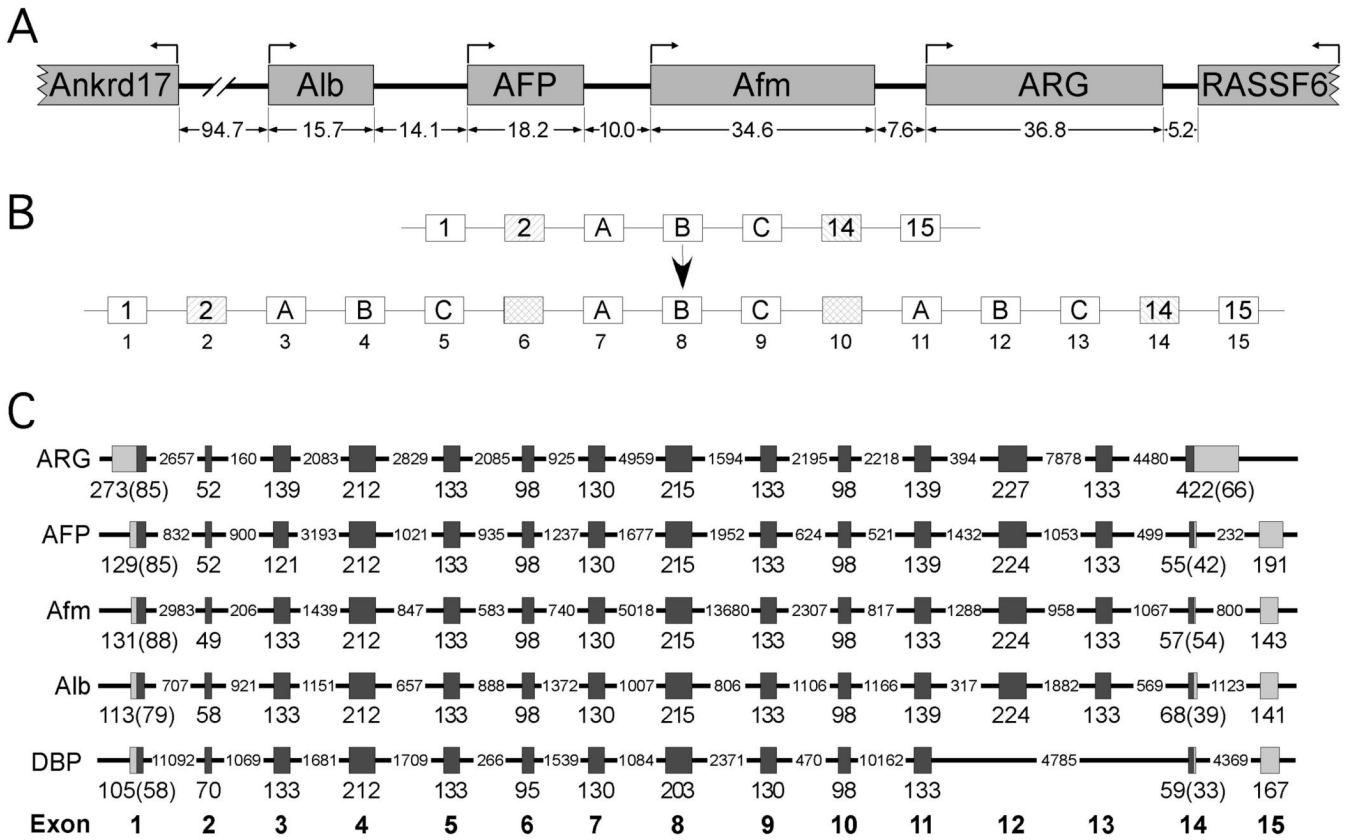 A
Ankrd17 Alb AFP Afm ARG RASSF6
94.7 15.7 14.1 18.2 10.0 34.6 7.6 36.8 5.2
B
1 2 A B C 14 15
1 2 A B C A B C A B C 14 15
1 2 3 4 5 6 7 8 9 10 11 12 13 14 15
C
ARG 2657 160 2083 2829 2085 925 4959 1594 2195 2218 394 7878 4480
273(85) 52 139 212 133 98 130 215 133 98 139 227 133 422(66)
AFP 832 900 3193 1021 935 1237 1677 1952 624 521 1432 1053 499 232
129(85) 52 121 212 133 98 130 215 133 98 139 224 133 55(42) 191
Afm 2983 206 1439 847 583 740 5018 13680 2307 817 1288 958 1067 800
131(88) 49 133 212 133 98 130 215 133 98 133 224 133 57(54) 143
Alb 707 921 1151 657 888 1372 1007 806 1106 1166 317 1882 569 1123
113(79) 58 133 212 133 98 130 215 133 98 139 224 133 68(39) 141
DBP 11092 1069 1681 1709 266 1539 1084 2371 470 10162 4785 4369
105(58) 70 133 212 133 95 130 203 130 98 133 59(33) 167
Exon 1 2 3 4 5 6 7 8 9 10 11 12 13 14 15